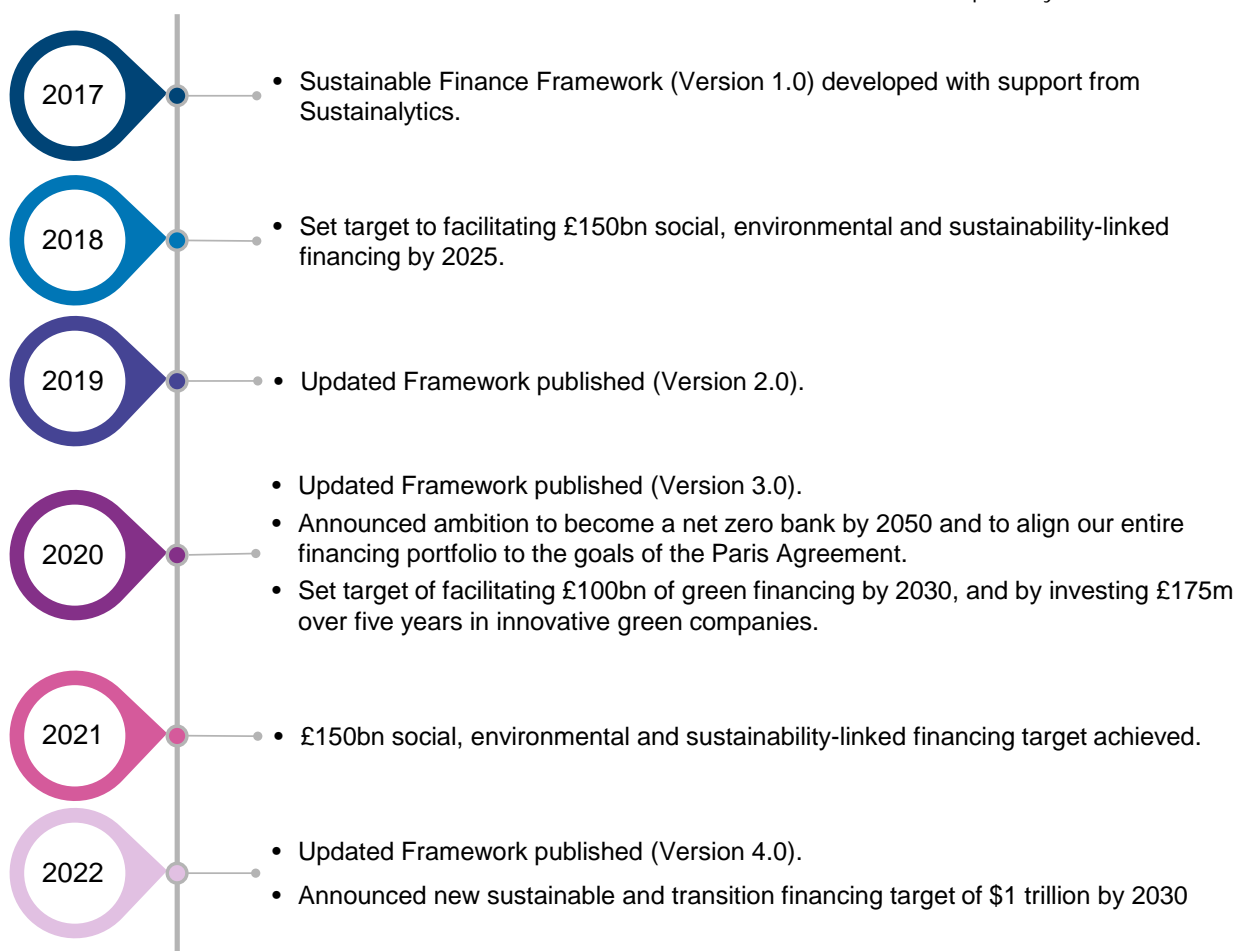 2017
• Sustainable Finance Framework (Version 1.0) developed with support from
Sustainalytics.
2018
• Set target to facilitating £150bn social, environmental and sustainability-linked
financing by 2025.
2019
• Updated Framework published (Version 2.0).
2020
• Updated Framework published (Version 3.0).
• Announced ambition to become a net zero bank by 2050 and to align our entire
financing portfolio to the goals of the Paris Agreement.
• Set target of facilitating £100bn of green financing by 2030, and by investing £175m
over five years in innovative green companies.
2021
• £150bn social, environmental and sustainability-linked financing target achieved.
2022
• Updated Framework published (Version 4.0).
• Announced new sustainable and transition financing target of $1 trillion by 2030